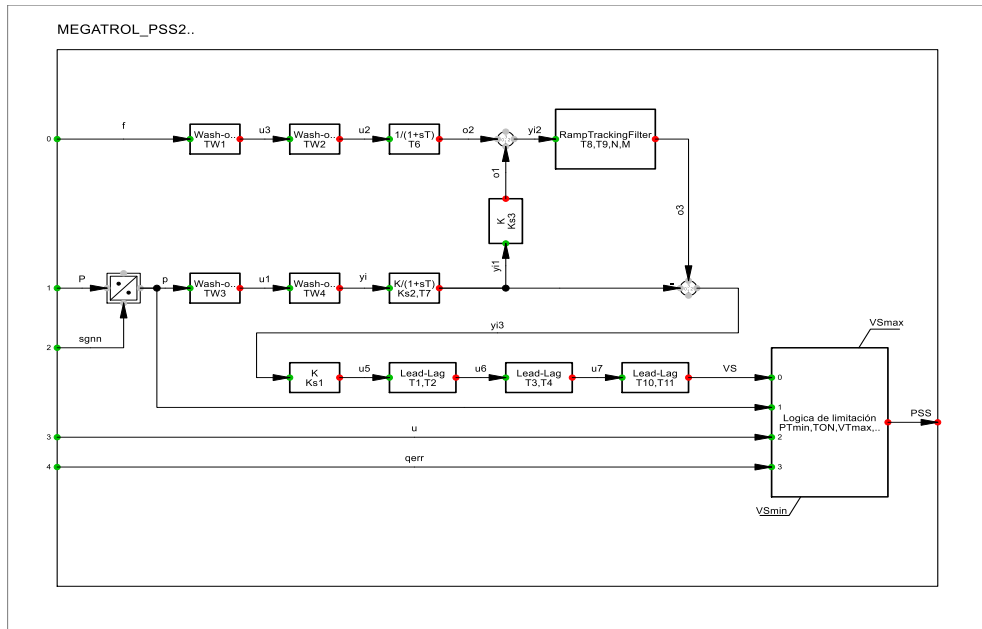 MEGATROL_PSS2..
f
Wash-o..
TW1
u3
Wash-o..
TW2
u2
1/(1+sT)
T6
o2
yi2
RampTrackingFilter
T8,T9,N,M
0
o1
K
Ks3
o3
yi1
P
p
Wash-o..
TW3
u1
Wash-o..
TW4
yi
K/(1+sT)
Ks2,T7
-
1
sgnn
2
yi3
VSmax
K
Ks1
u5
Lead-Lag
T1,T2
u6
Lead-Lag
T3,T4
u7
Lead-Lag
T10,T11
VS
0
1
Logica de limitación
PTmin,TON,VTmax,..
PSS
u
3
2
qerr
4
3
VSmin